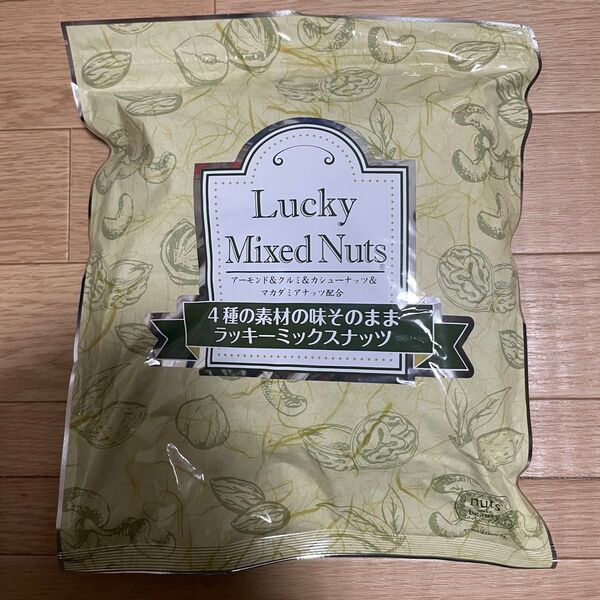 Lucky
Mixed Nuts®
アーモンド&クルミ&カシューナッツ&
マカダミアナッツ配合
4種の素材の味そのまま
ラッキーミックスナッツ
nuts
beauty